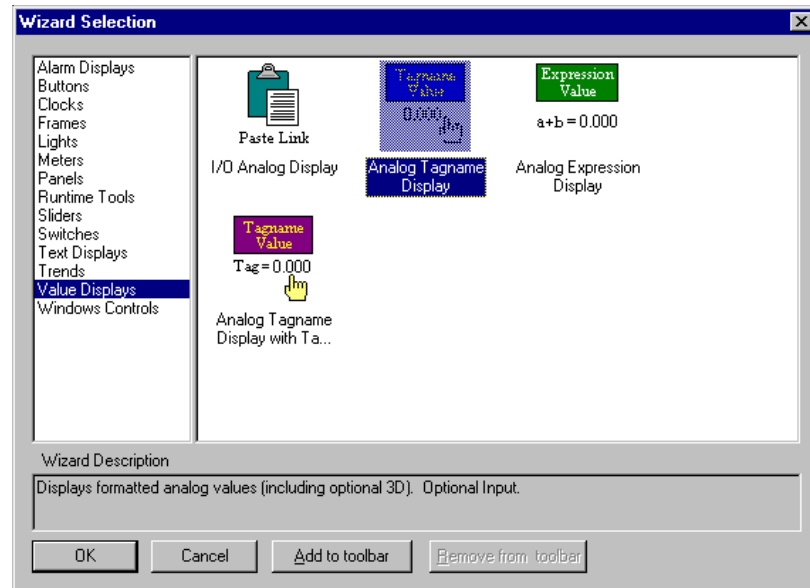 Wizard Selection
Alarm Displays
Buttons
Clocks
Frames
Lights
Meters
Panels
Runtime Tools
Sliders
Switches
Text Displays
Trends
Value Displays
Windows Controls
Paste Link
I/O Analog Display
Tagname
Value
0.000
Analog Tagname
Display
Expression
Value
a+b = 0.000
Analog Expression
Display
Tagname
Value
Tag = 0.000
Analog Tagname
Display with Ta...
Wizard Description
Displays formatted analog values (including optional 3D). Optional Input.
OK
Cancel
Add to toolbar
Remove from toolbar